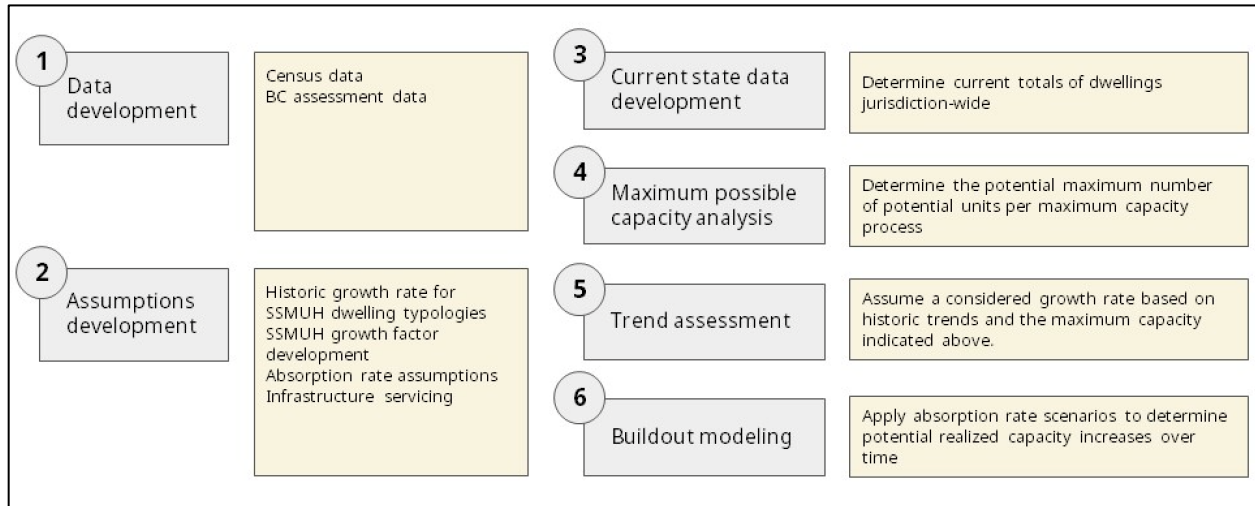 1
Data
development
Census data
BC assessment data
2
Assumptions
development
Historic growth rate for
SSMUH dwelling typologies
SSMUH growth factor
development
Absorption rate assumptions
Infrastructure servicing
3
Current state data
development
Determine current totals of dwellings
jurisdiction-wide
4
Maximum possible
capacity analysis
Determine the potential maximum number
of potential units per maximum capacity
process
5
Trend assessment
Assume a considered growth rate based on
historic trends and the maximum capacity
indicated above.
6
Buildout modeling
Apply absorption rate scenarios to determine
potential realized capacity increases over
time